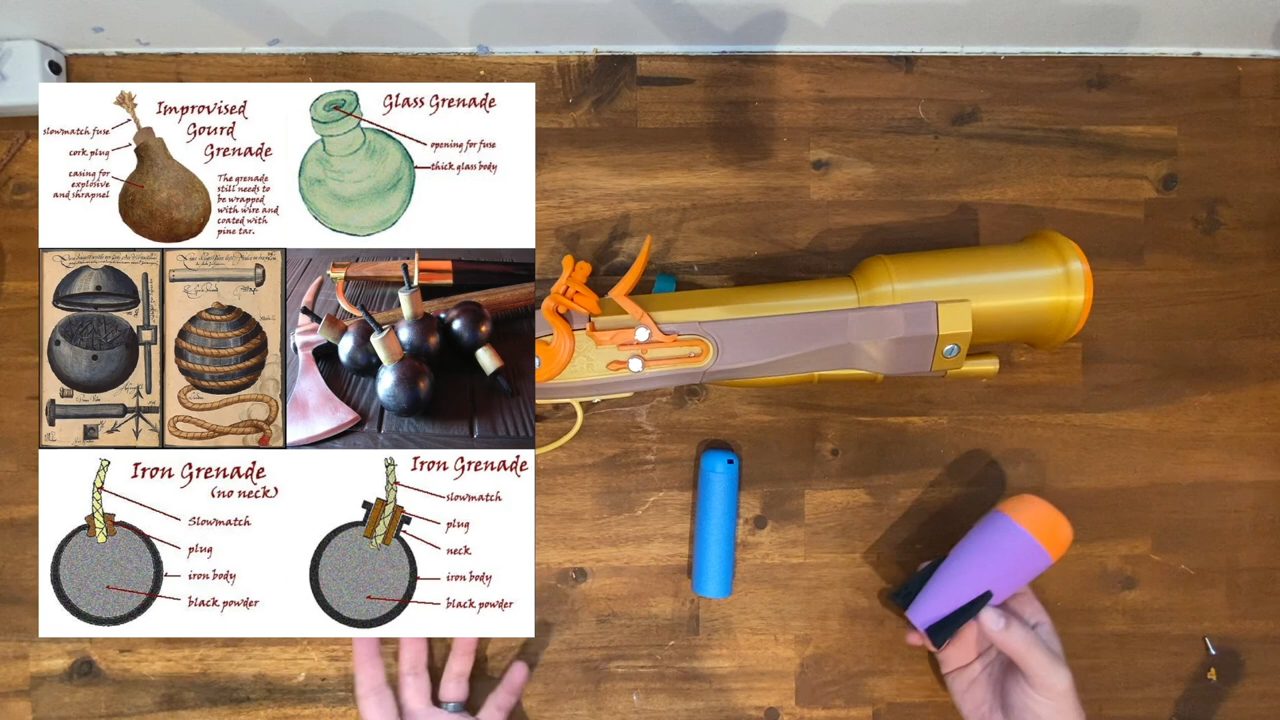 Improvised
Gourd
Grenade
slowmatch fuse
cork plug
casing for
explosive
and shrapnel
The grenade
still needs to
be wrapped
with wire and
coated with
pine tar.
Glass Grenade
opening for fuse
thick glass body
Iron Grenade
(no neck)
Slowmatch
plug
iron body
black powder
Iron Grenade
slowmatch
plug
neck
iron body
black powder